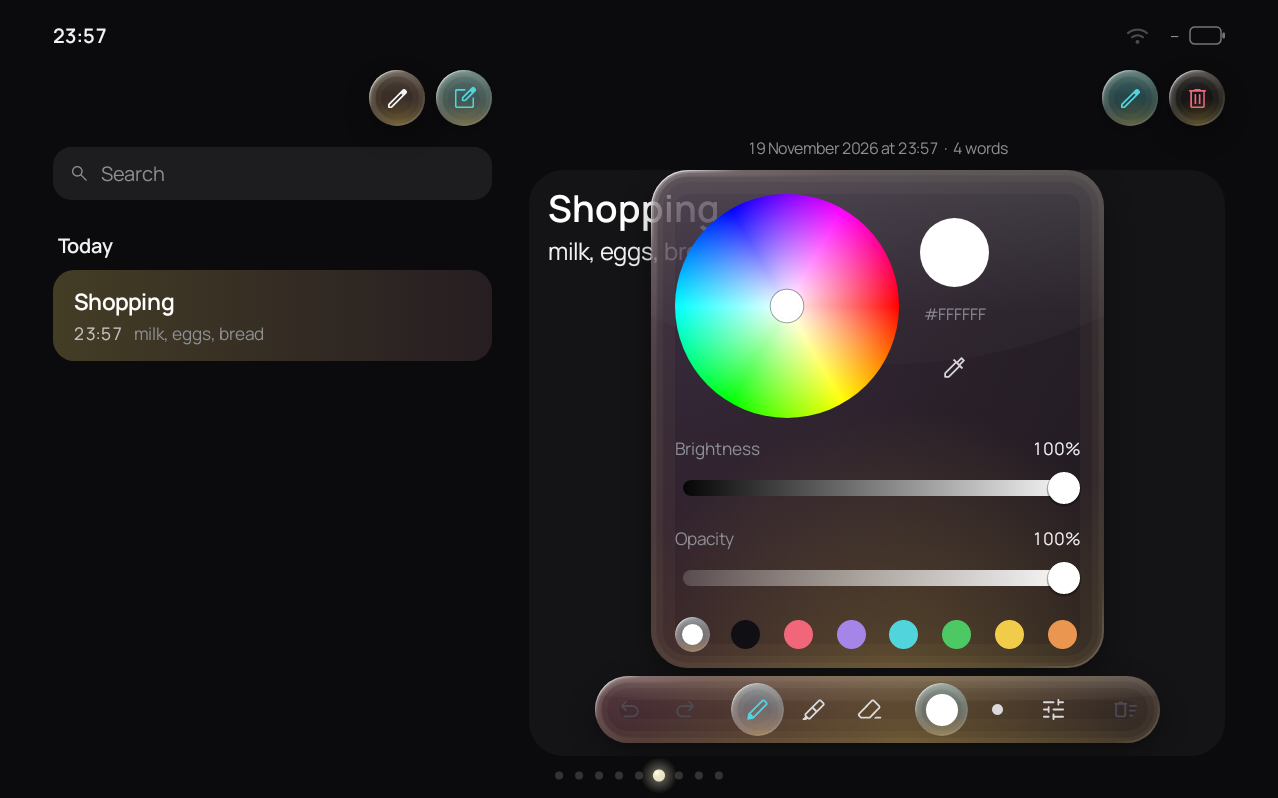 23:57
–
Search
19 November 2026 at 23:57 · 4 words
Today
Shopping
23:57 milk, eggs, bread
Shopping
milk, eggs, bre
#FFFFFF
Brightness 100%
Opacity 100%